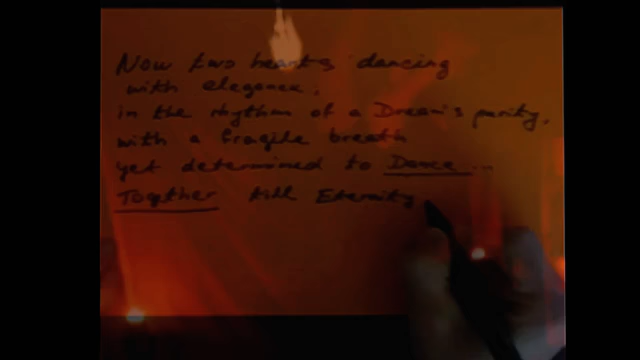 Now two hearts dancing
with elegance,
in the rhythm of a Dream's purity,
with a fragile breath
yet determined to Dance...
Together till Eternity